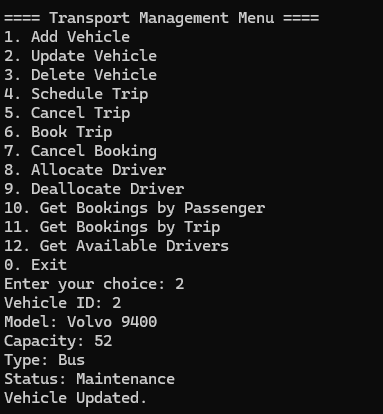 ==== Transport Management Menu ====
1. Add Vehicle
2. Update Vehicle
3. Delete Vehicle
4. Schedule Trip
5. Cancel Trip
6. Book Trip
7. Cancel Booking
8. Allocate Driver
9. Deallocate Driver
10. Get Bookings by Passenger
11. Get Bookings by Trip
12. Get Available Drivers
0. Exit
Enter your choice: 2
Vehicle ID: 2
Model: Volvo 9400
Capacity: 52
Type: Bus
Status: Maintenance
Vehicle Updated.